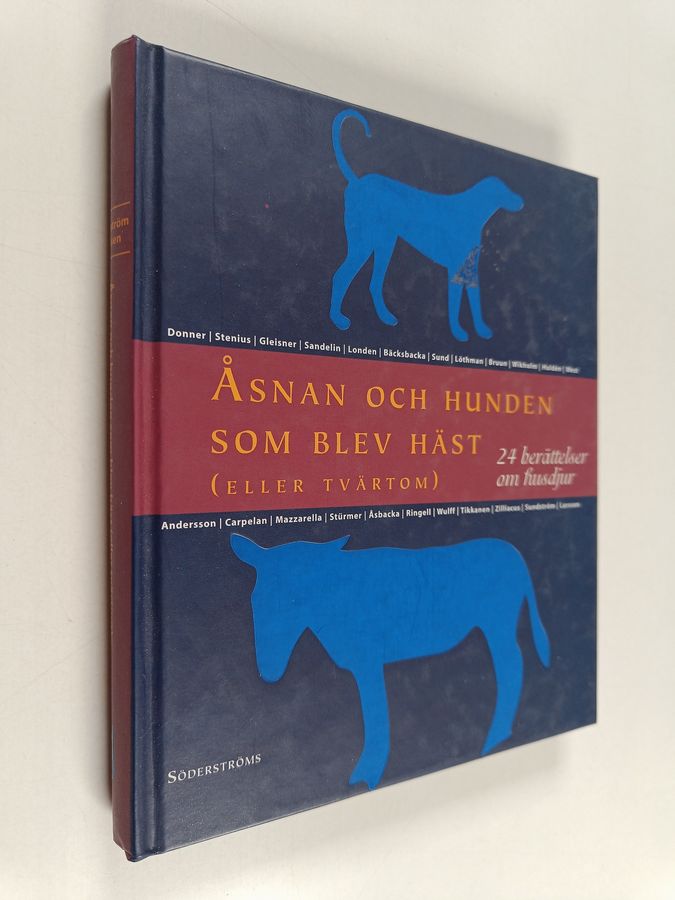 Donner | Stenius | Gleisner | Sandelin | Londen | Bäcksbacka | Sund | Löthman | Bruun | Wikholm | Huldén | West
ÅSNAN OCH HUNDEN
SOM BLEV HÄST
(ELLER TVÄRTOM)
24 berättelser
om husdjur
Andersson | Carpelan | Mazzarella | Stürmer | Åsbacka | Ringell | Wulff | Tikkanen | Zilliacus | Sundström | Larsson
SÖDERSTRÖMS